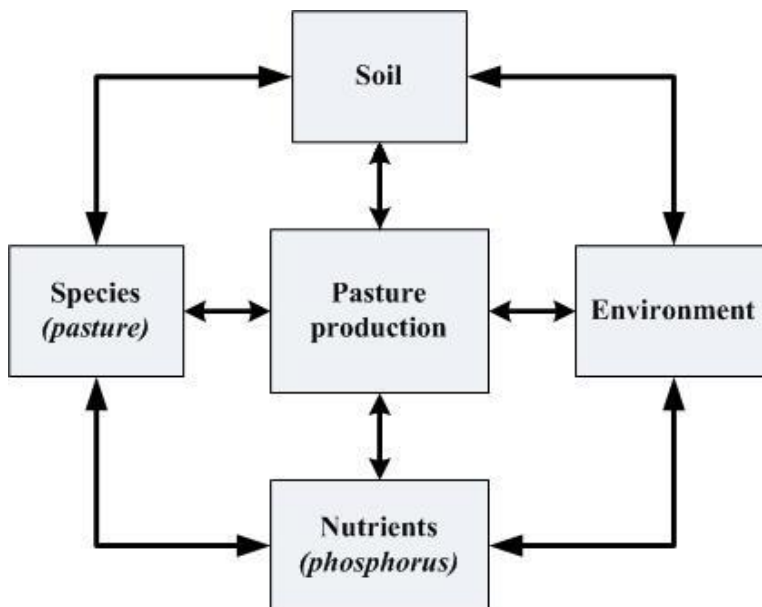 Soil
Species
(pasture)
Pasture
production
Environment
Nutrients
(phosphorus)